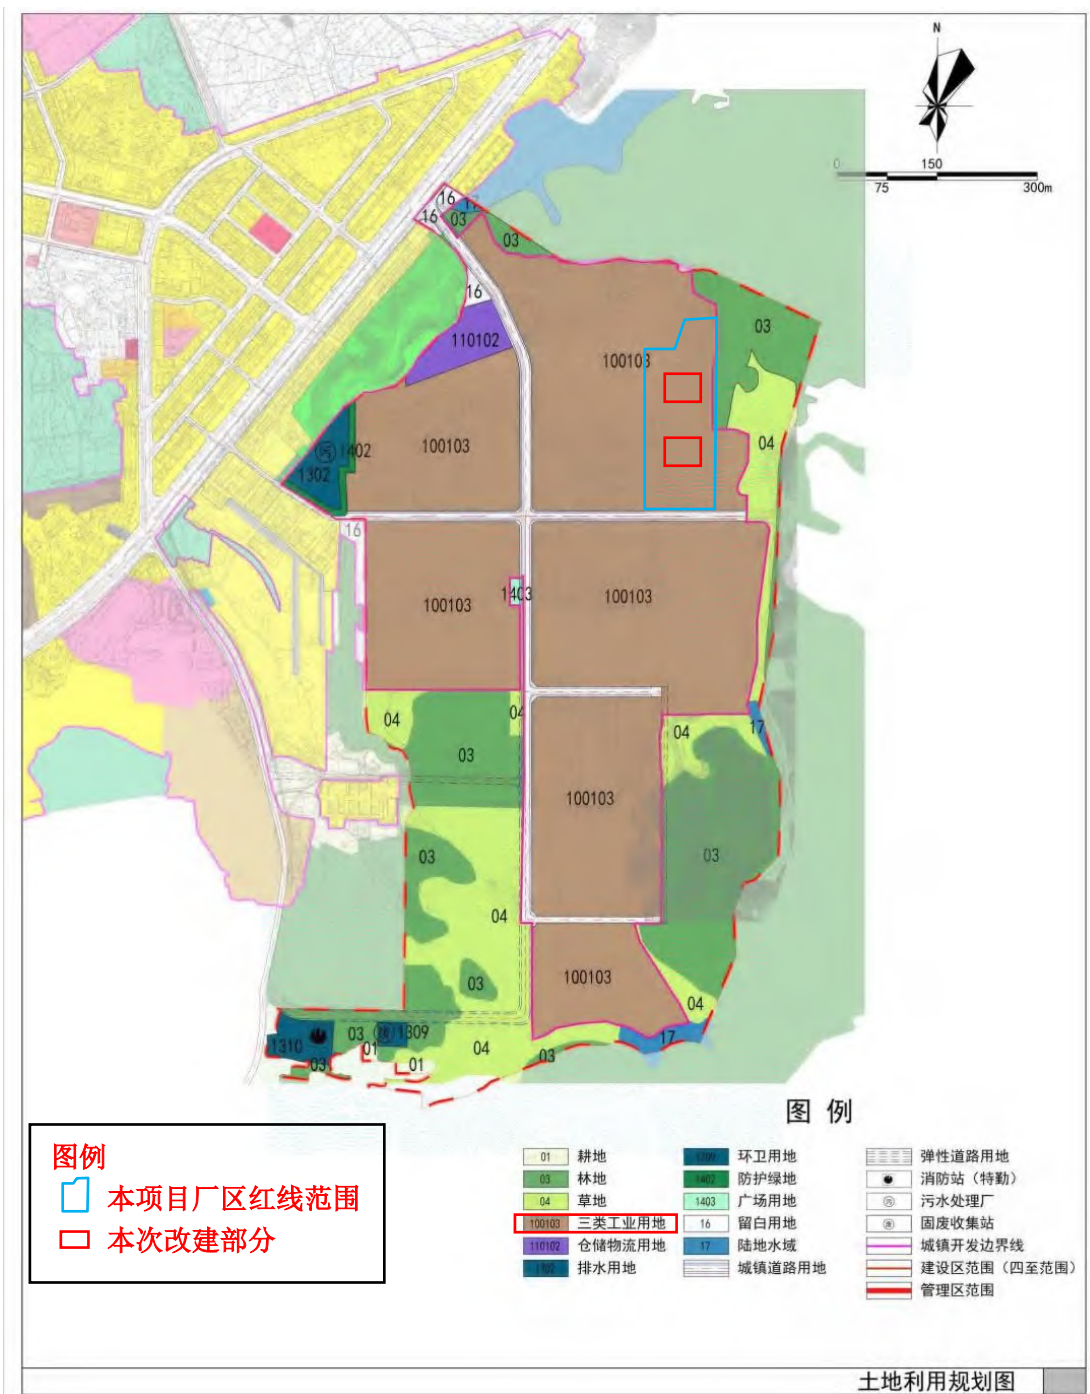 N
0 150
75 300m
16
17
16
03
03
16
110102
03
100103
100103
04
1402
1302
污
16
1403
100103
100103
04
04
03
04
17
100103
03
03
04
03
100103
04
17
1310
03
1309
01
01
03
04
03
图 例
01 耕地
03 林地
04 草地
100103 三类工业用地
110102 仓储物流用地
1302 排水用地
1309 环卫用地
1402 防护绿地
1403 广场用地
16 留白用地
17 陆地水域
城镇道路用地
弹性道路用地
消防站（特勤）
污 污水处理厂
固废收集站
城镇开发边界线
建设区范围（四至范围）
管理区范围
图例
本项目厂区红线范围
本次改建部分
土地利用规划图